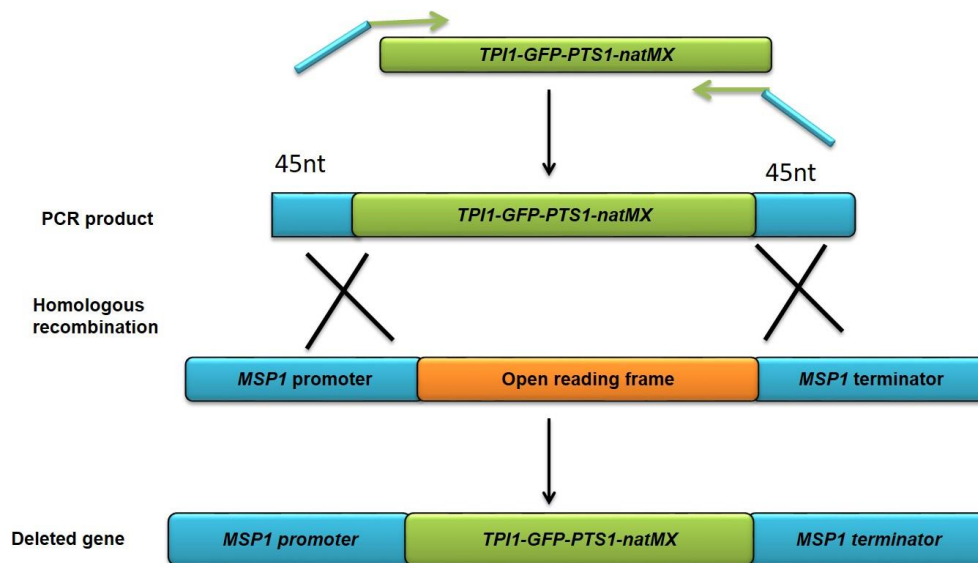 TPI1-GFP-PTS1-natMX
45nt
45nt
PCR product
TPI1-GFP-PTS1-natMX
Homologous
recombination
MSP1 promoter
Open reading frame
MSP1 terminator
Deleted gene
MSP1 promoter
TPI1-GFP-PTS1-natMX
MSP1 terminator